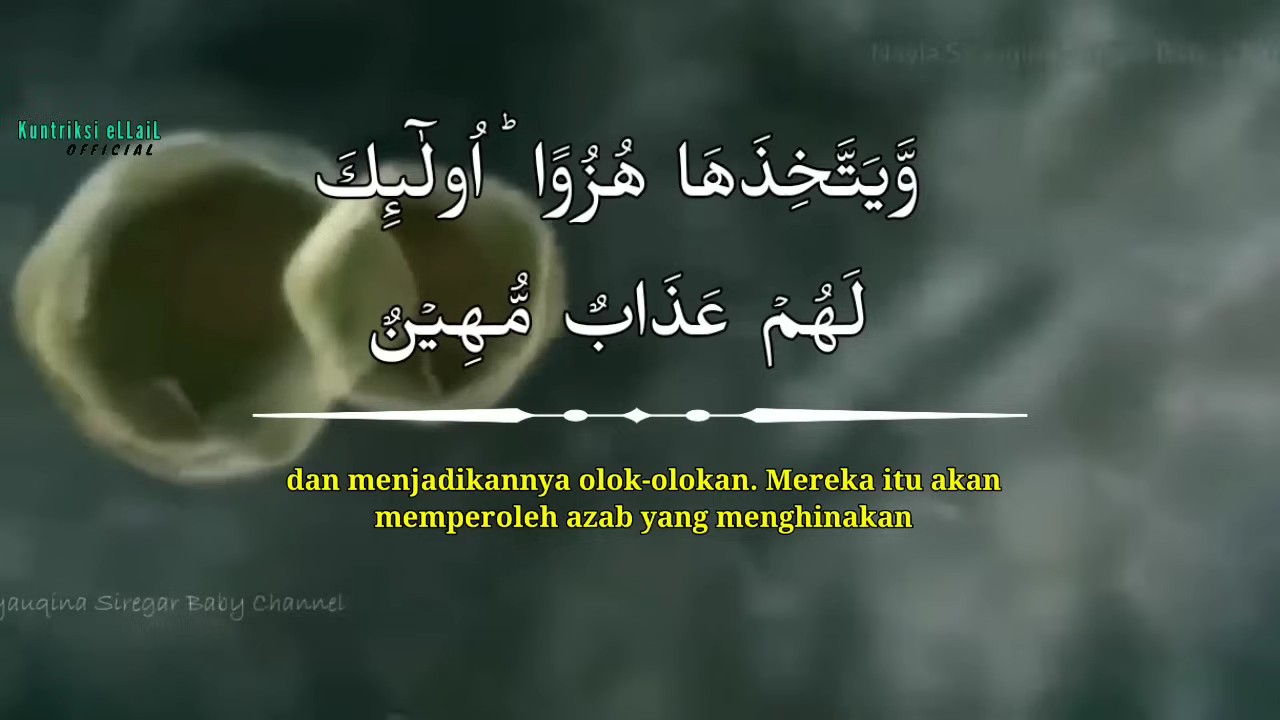 Kuntriksi eLLaiL
OFFICIAL
وَّيَتَّخِذَهَا هُزُوًا ۗ اُولٰۤىِٕكَ
لَهُمْ عَذَابٌ مُّهِيْنٌ
dan menjadikannya olok-olokan. Mereka itu akan
memperoleh azab yang menghinakan
Siregar Baby Channel